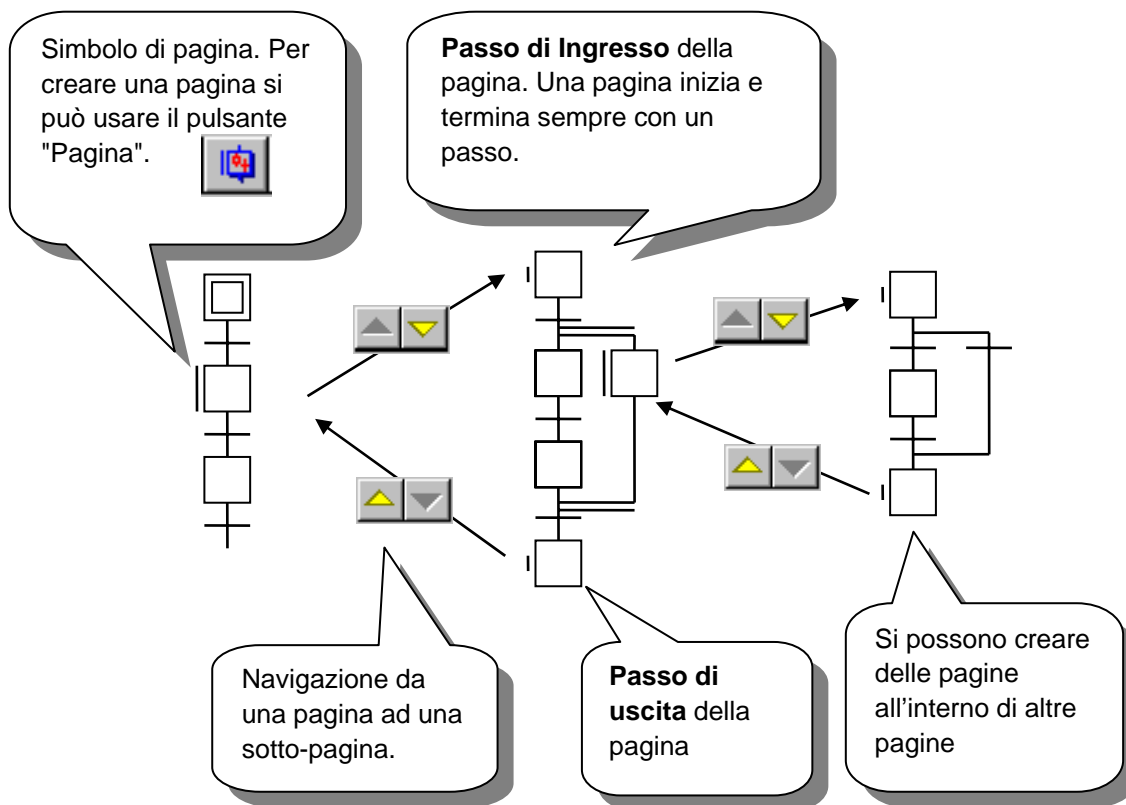 Simbolo di pagina. Per
creare una pagina si
può usare il pulsante
"Pagina".
Passo di Ingresso della
pagina. Una pagina inizia e
termina sempre con un
passo.
Navigazione da
una pagina ad una
sotto-pagina.
Passo di
uscita della
pagina
Si possono creare
delle pagine
all'interno di altre
pagine